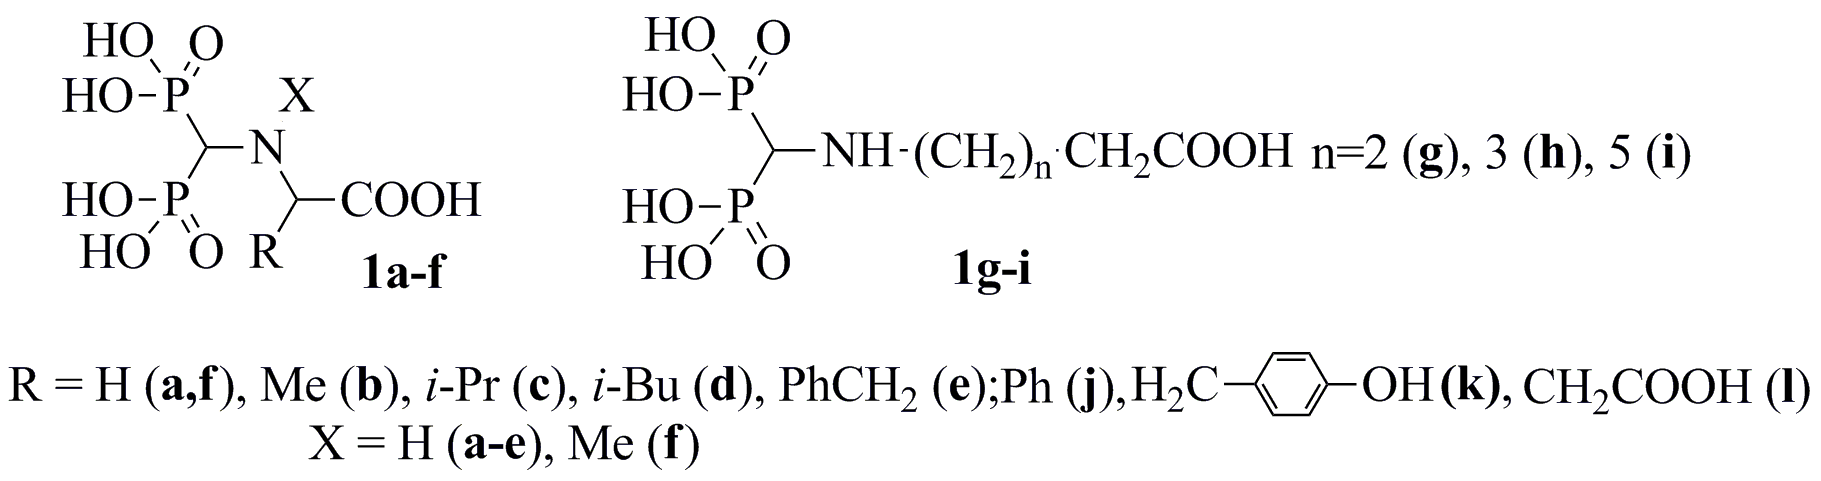 HO O HO O
HO-P X HO-P
N NH-(CH2)n-CH2COOH n=2 (g), 3 (h), 5 (i)
HO-P COOH HO-P
HO O R 1a-f HO O 1g-i
R = H (a,f), Me (b), i-Pr (c), i-Bu (d), PhCH2 (e);Ph (j), H2C OH (k), CH2COOH (l)
X = H (a-e), Me (f)